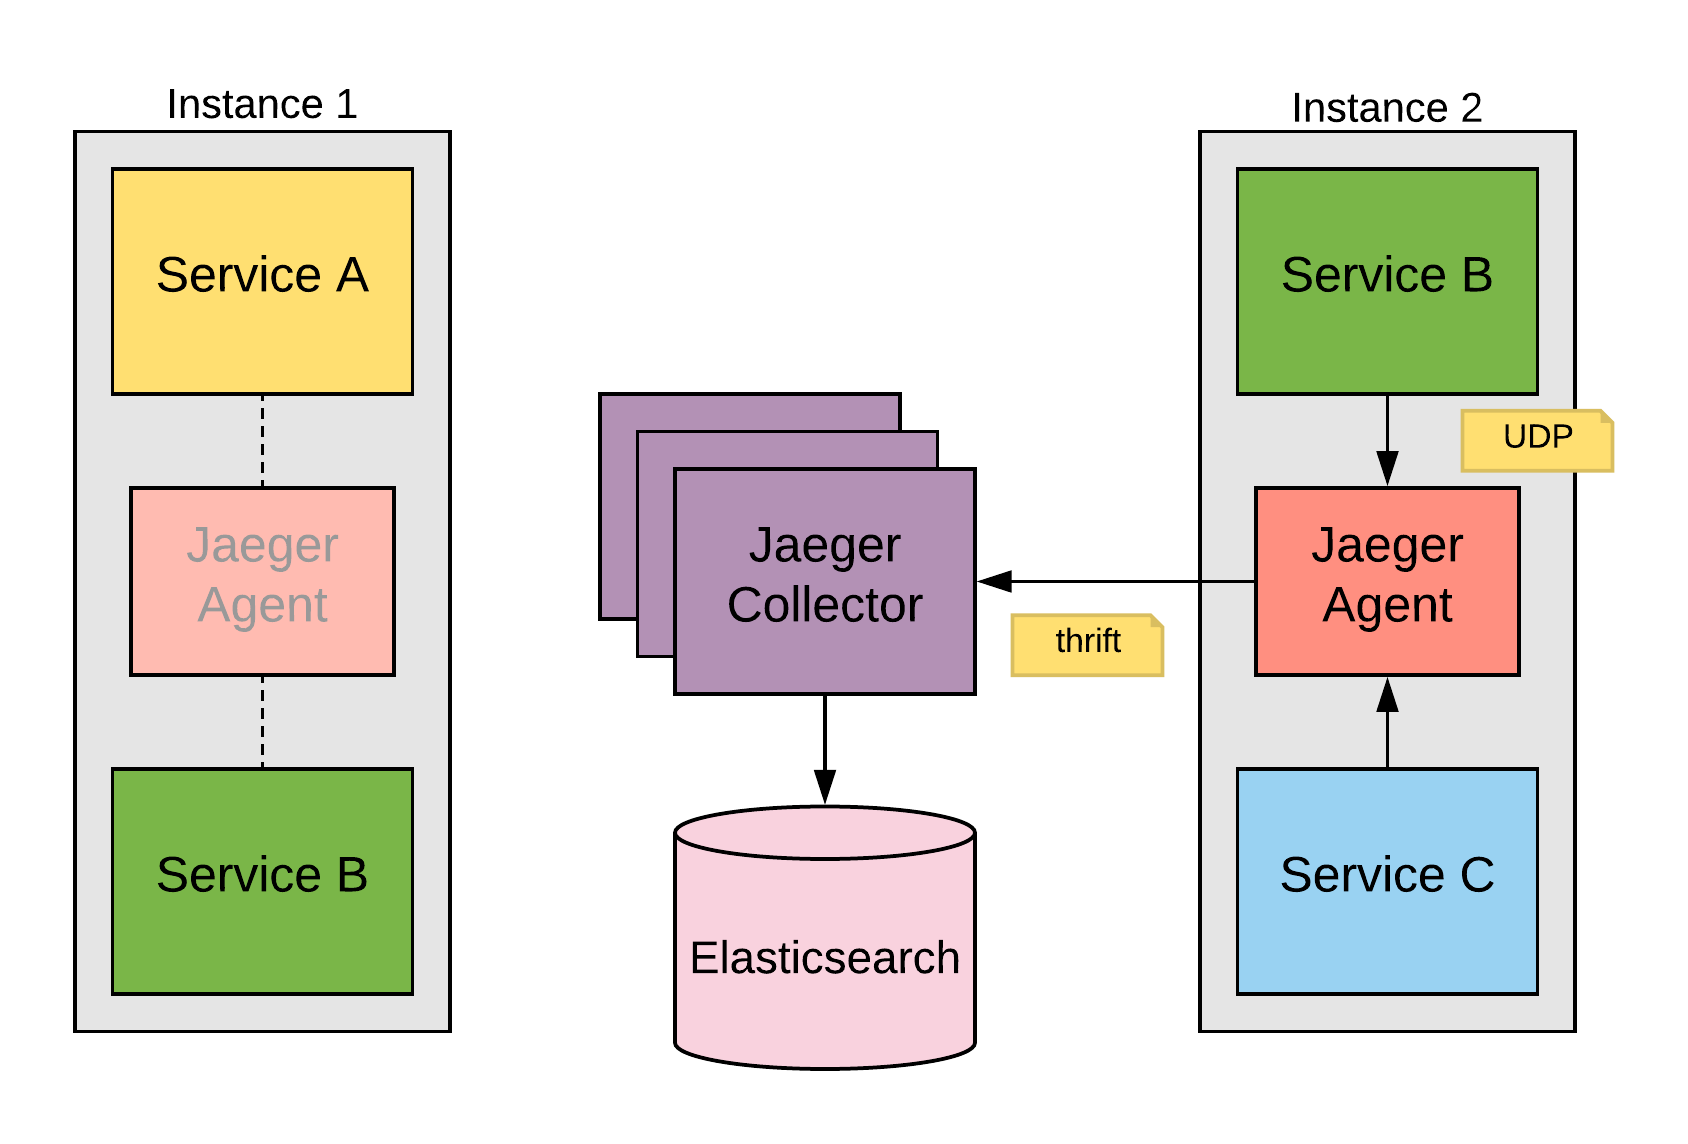 Instance 1
Service A
Jaeger
Agent
Service B
Jaeger
Collector
thrift
Elasticsearch
Instance 2
Service B
UDP
Jaeger
Agent
Service C